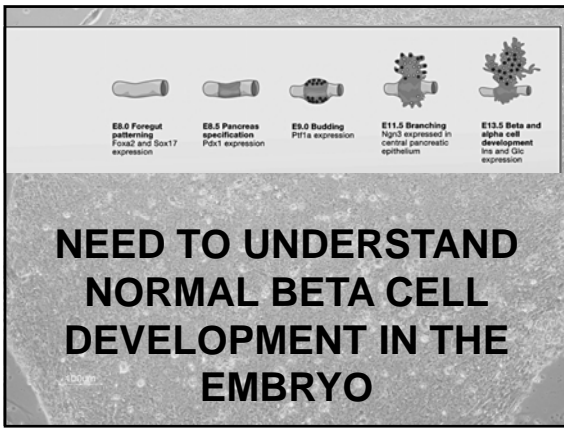 E8.0 Foregut
patterning
Foxa2 and Sox17
expression
E8.5 Pancreas
specification
Pdx1 expression
E9.0 Budding
Ptf1a expression
E11.5 Branching
Ngn3 expressed in
central pancreatic
epithelium
E13.5 Beta and
alpha cell
development
Ins and Glc
expression
NEED TO UNDERSTAND
NORMAL BETA CELL
DEVELOPMENT IN THE
EMBRYO